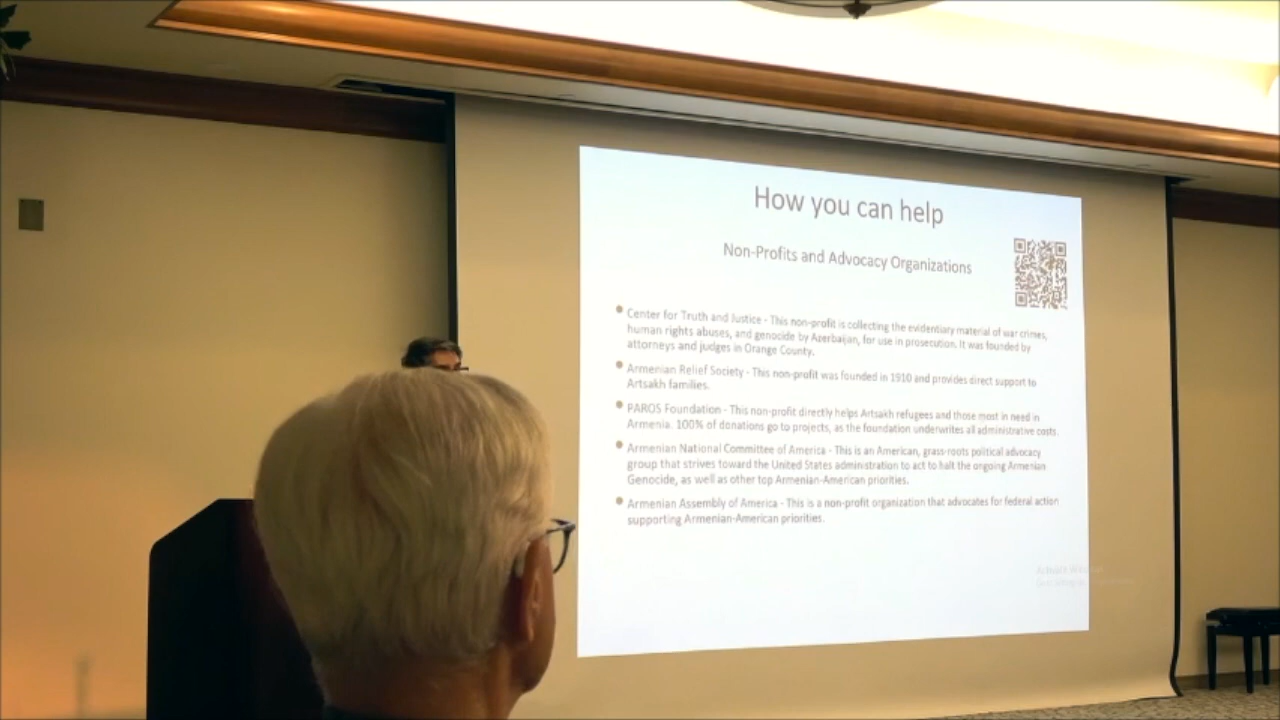 How you can help
Non-Profits and Advocacy Organizations
Center for Truth and Justice - This non-profit is collecting the evidentiary material of war crimes,
human rights abuses, and genocide by Azerbaijan, for use in prosecution. It was founded by
attorneys and judges in Orange County.
Armenian Relief Society - This non-profit was founded in 1910 and provides direct support to
Artsakh families.
PAROS Foundation - This non-profit directly helps Artsakh refugees and those most in need in
Armenia. 100% of donations go to projects, as the foundation underwrites all administrative costs.
Armenian National Committee of America - This is an American, grass-roots political advocacy
group that strives toward the United States administration to act to halt the ongoing Armenian
Genocide, as well as other top Armenian-American priorities.
Armenian Assembly of America - This is a non-profit organization that advocates for federal action
supporting Armenian-American priorities.